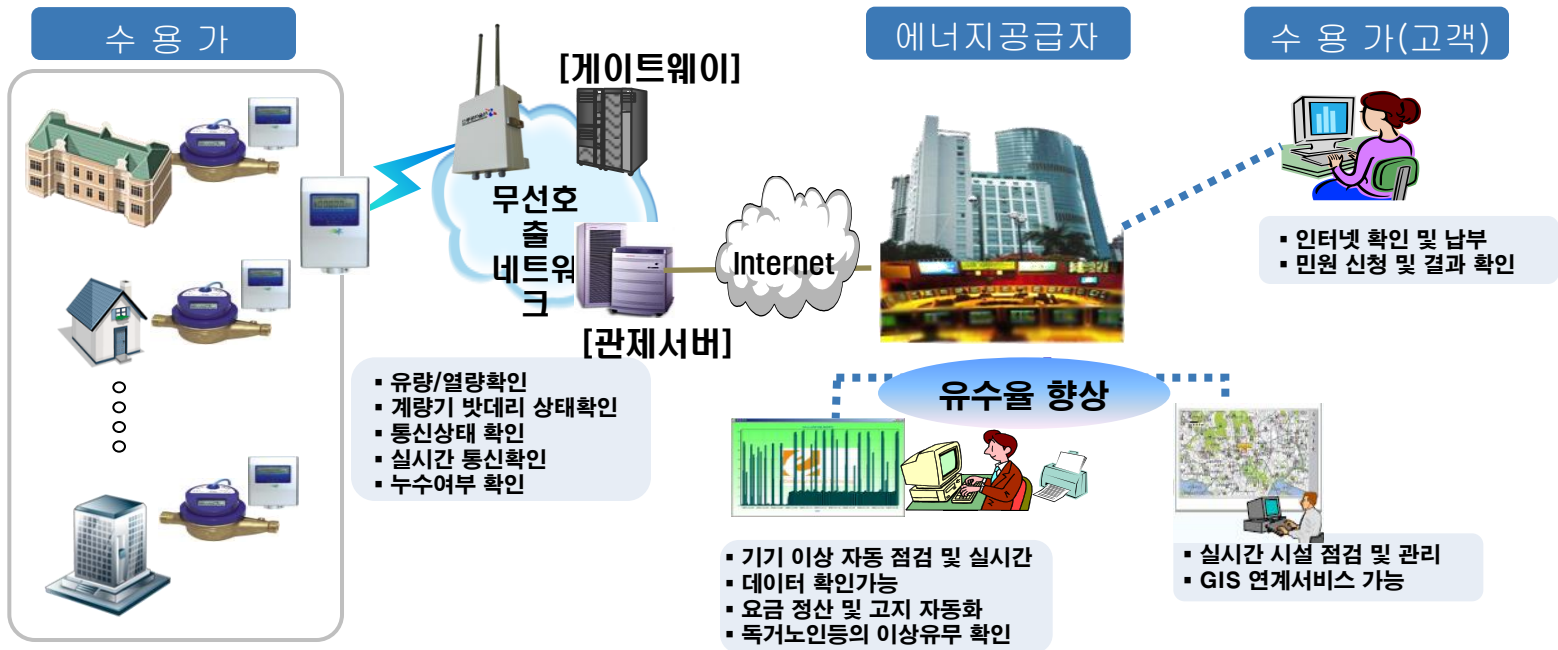 수 용 가
에너지공급자
수 용 가(고객)
[게이트웨이]
무선호
출
네트워
크
[관제서버]
Internet
▪ 인터넷 확인 및 납부
▪ 민원 신청 및 결과 확인
▪ 유량/열량확인
▪ 계량기 밧데리 상태확인
▪ 통신상태 확인
▪ 실시간 통신확인
▪ 누수여부 확인
유수율 향상
▪ 기기 이상 자동 점검 및 실시간
▪ 데이터 확인가능
▪ 요금 정산 및 고지 자동화
▪ 독거노인등의 이상유무 확인
▪ 실시간 시설 점검 및 관리
▪ GIS 연계서비스 가능